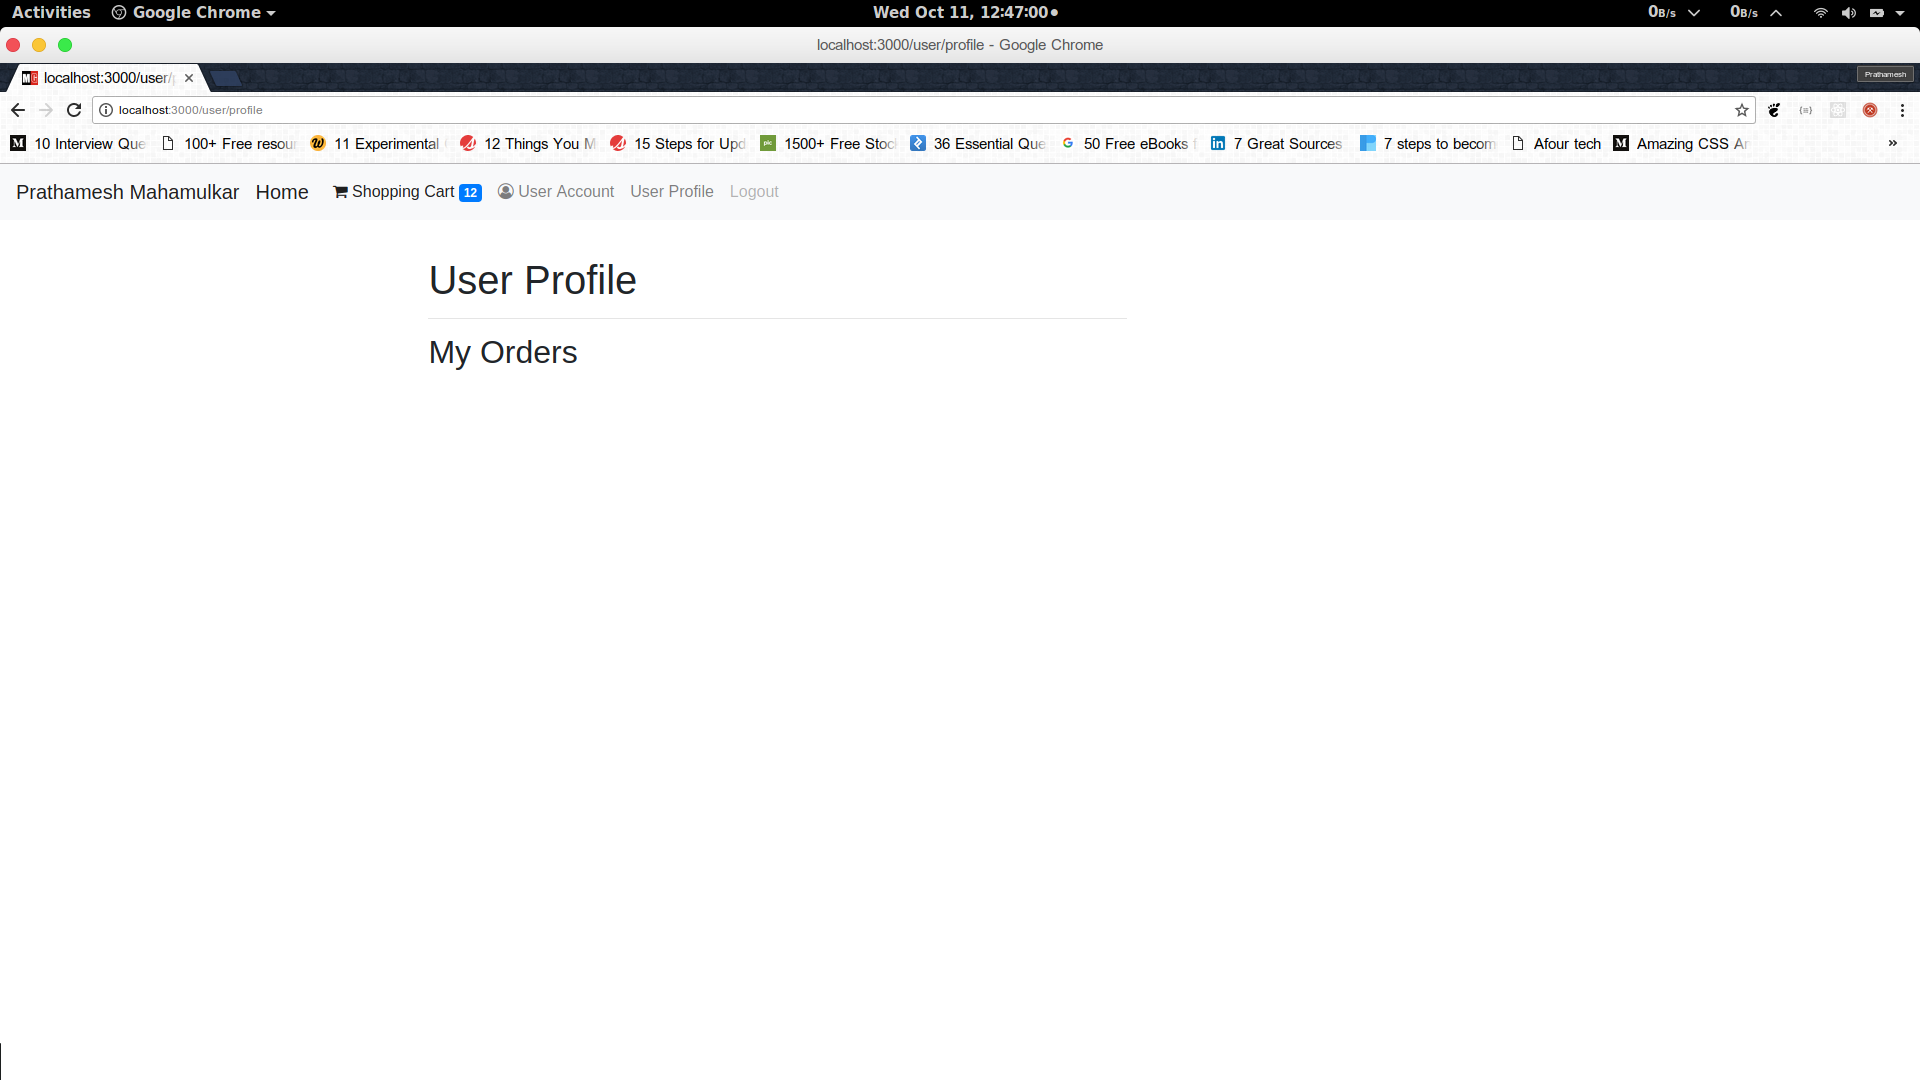 Activities Google Chrome Wed Oct 11, 12:47:00 0B/s 0B/s
localhost:3000/user/profile - Google Chrome
localhost:3000/user/p Prathamesh
localhost:3000/user/profile
10 Interview Que 100+ Free resour 11 Experimental 12 Things You M 15 Steps for Upd 1500+ Free Stoc 36 Essential Que 50 Free eBooks f 7 Great Sources 7 steps to becom Afour tech Amazing CSS An »
Prathamesh Mahamulkar Home Shopping Cart 12 User Account User Profile Logout
User Profile
My Orders